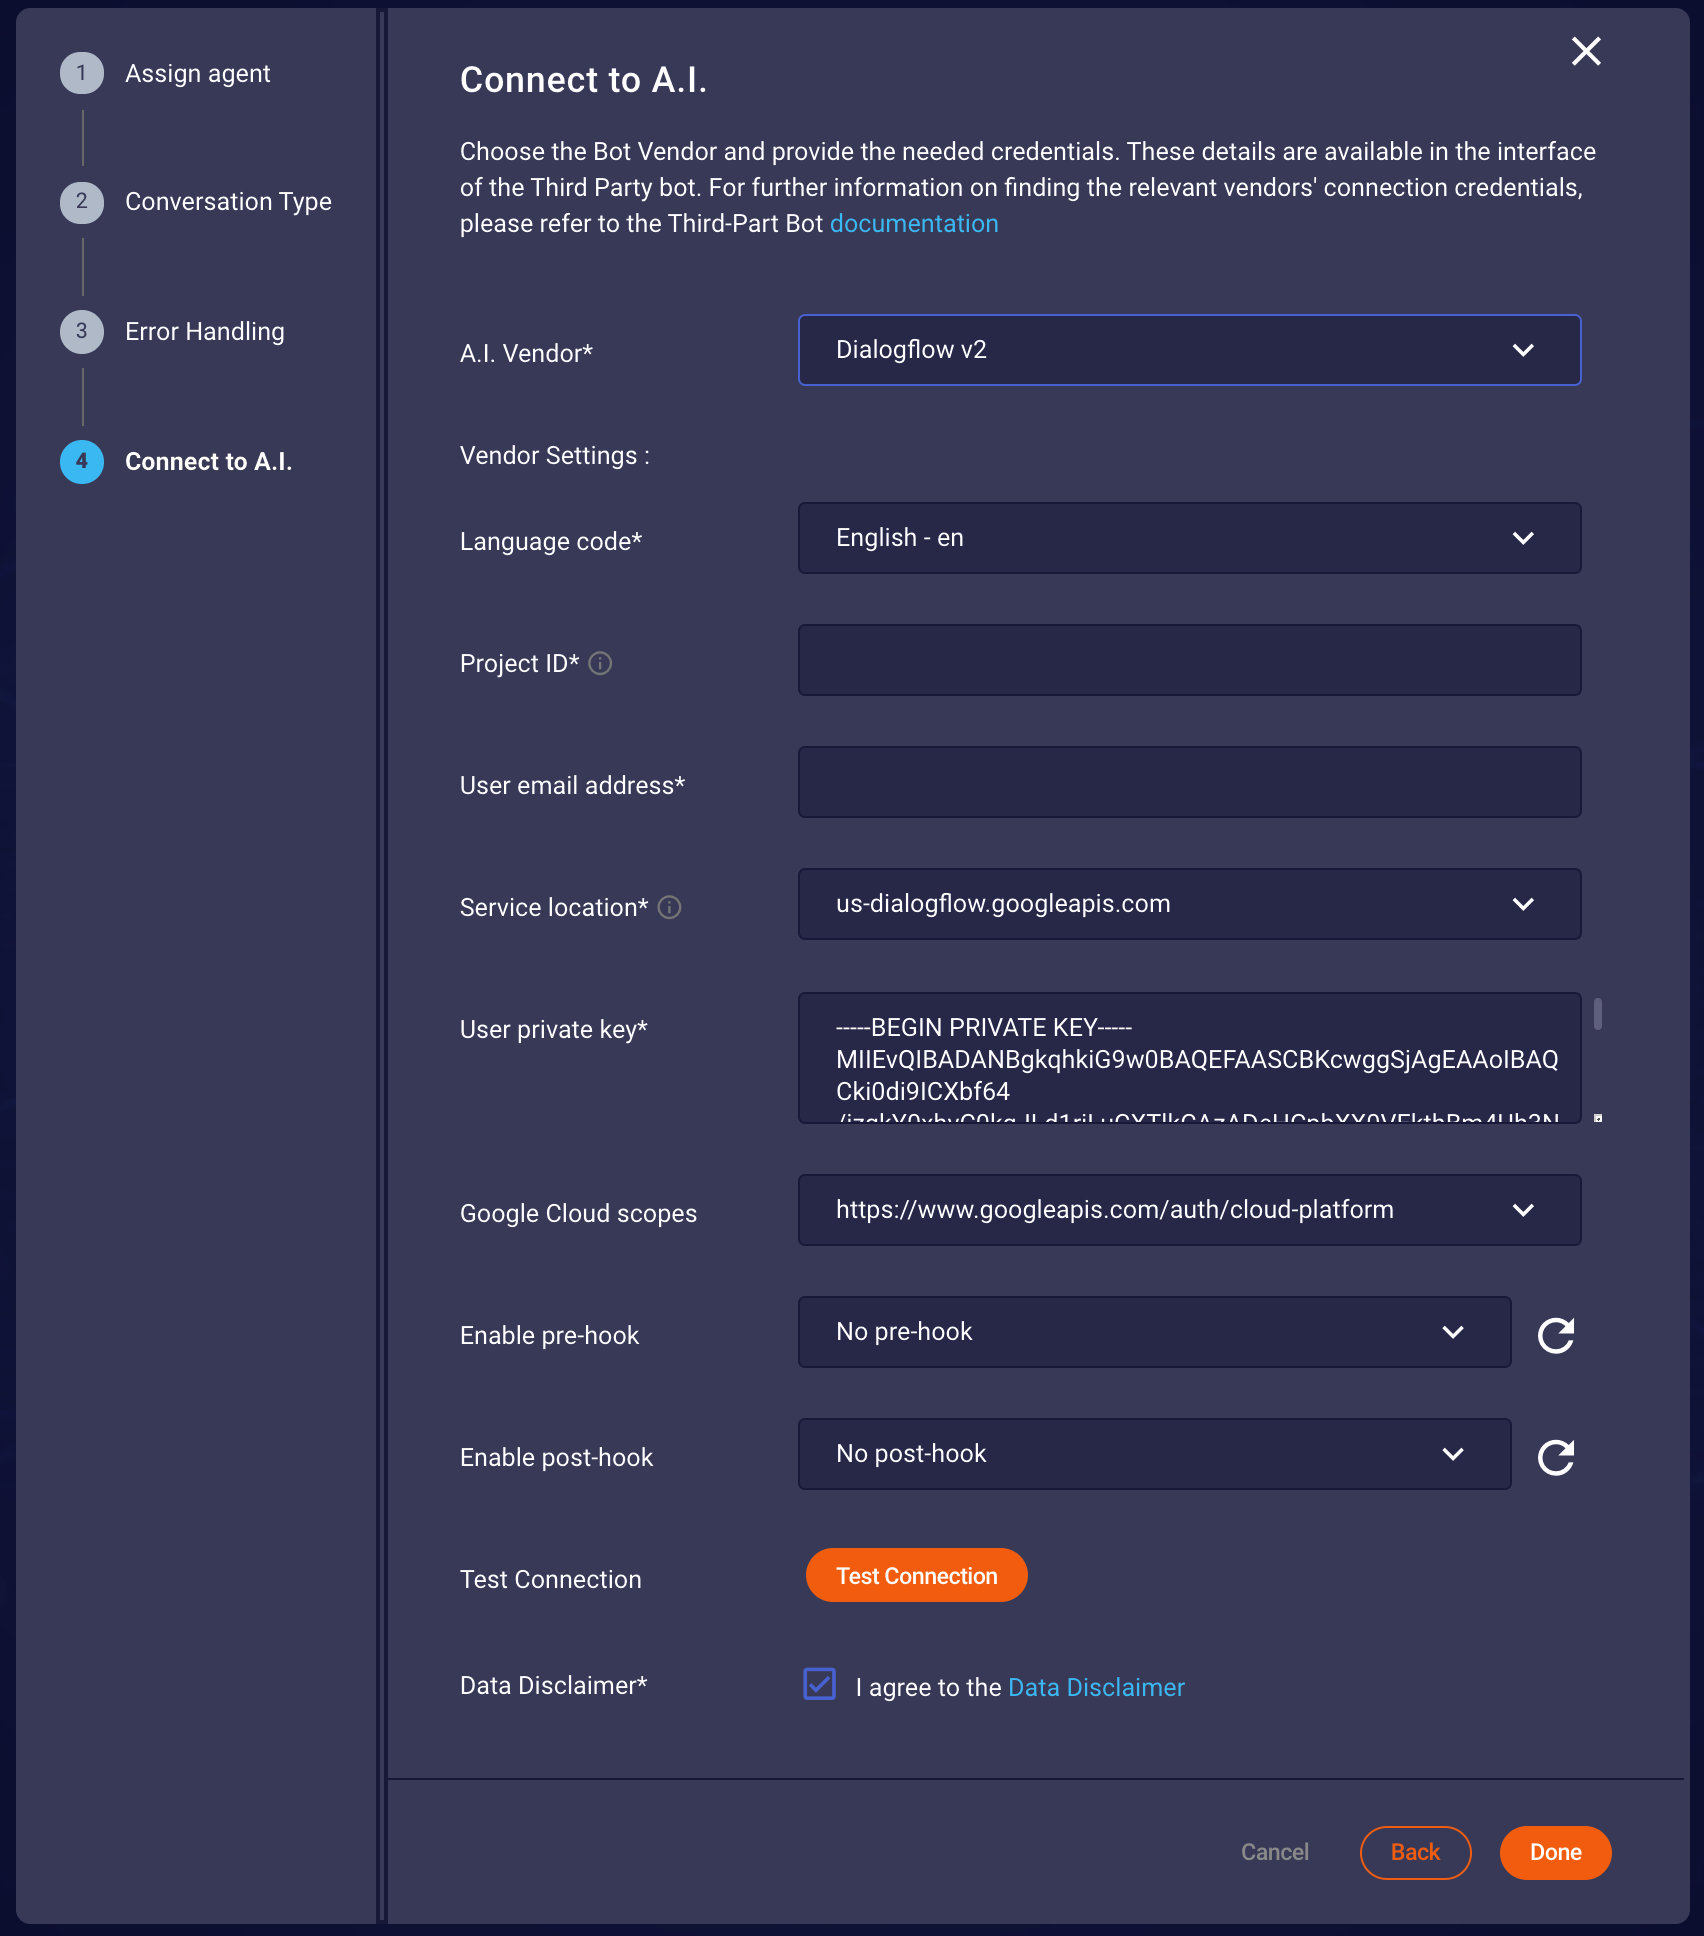 1 Assign agent
2 Conversation Type
3 Error Handling
4 Connect to A.I.
Connect to A.I.
Choose the Bot Vendor and provide the needed credentials. These details are available in the interface
of the Third Party bot. For further information on finding the relevant vendors' connection credentials,
please refer to the Third-Part Bot documentation
A.I. Vendor* Dialogflow v2
Vendor Settings :
Language code* English - en
Project ID*
User email address*
Service location* us-dialogflow.googleapis.com
User private key* -----BEGIN PRIVATE KEY-----
MIIEvQIBADANBgkqhkiG9w0BAQEFAASCBKcwggSjAgEAAoIBAQ
Cki0di9ICXbf64
Google Cloud scopes https://www.googleapis.com/auth/cloud-platform
Enable pre-hook No pre-hook
Enable post-hook No post-hook
Test Connection Test Connection
Data Disclaimer* I agree to the Data Disclaimer
Cancel Back Done